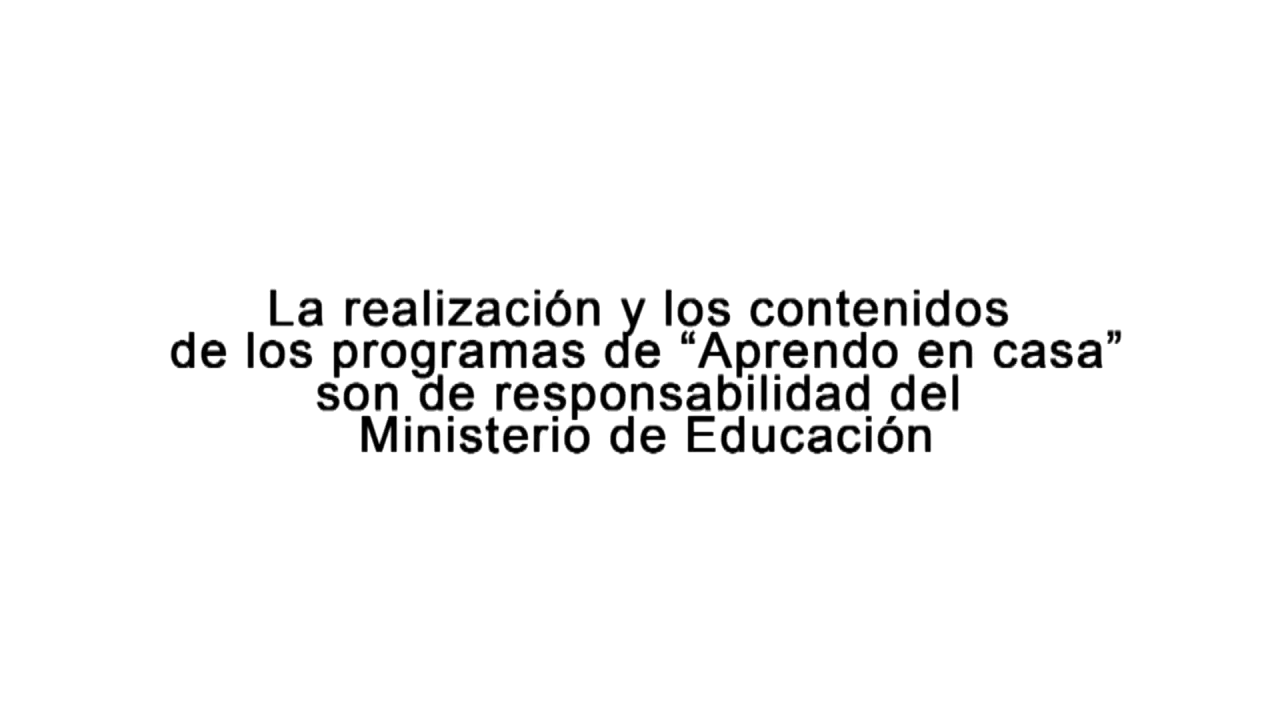 La realización y los contenidos
de los programas de “Aprendo en casa”
son de responsabilidad del
Ministerio de Educación